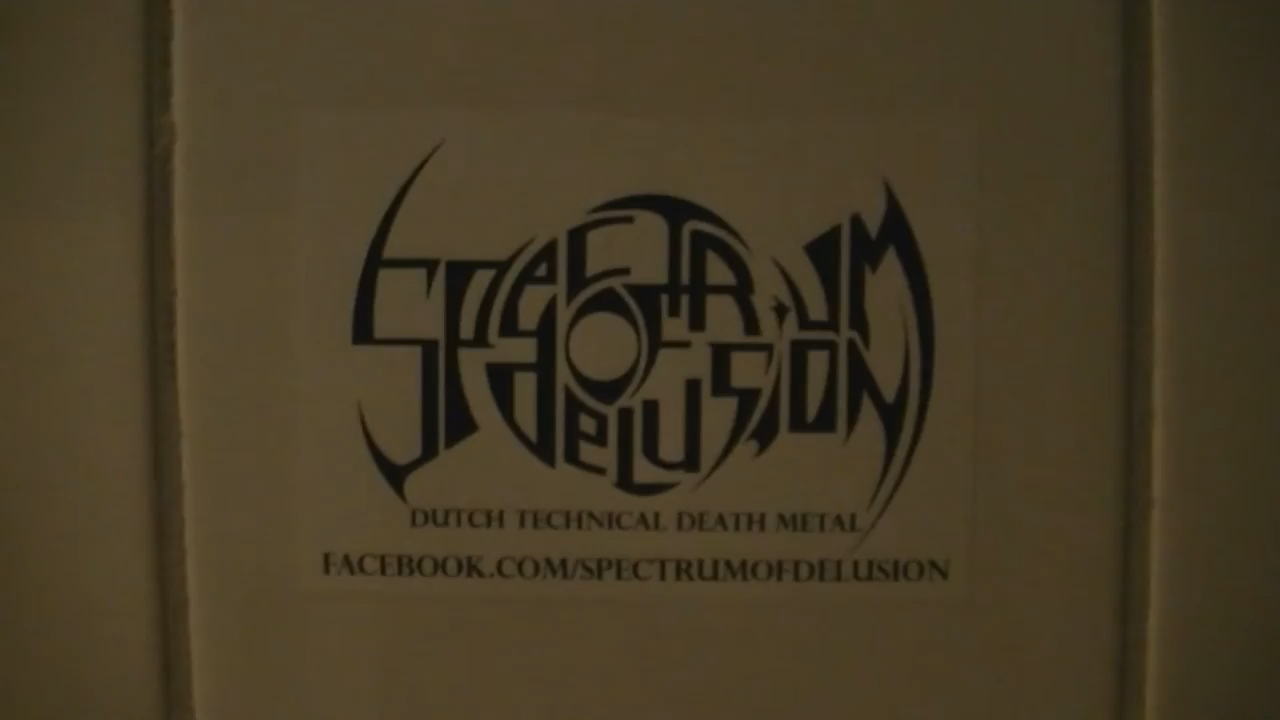 SPECTRUM
OF
DELUSION
DUTCH TECHNICAL DEATH METAL
FACEBOOK.COM/SPECTRUMOFDELUSION